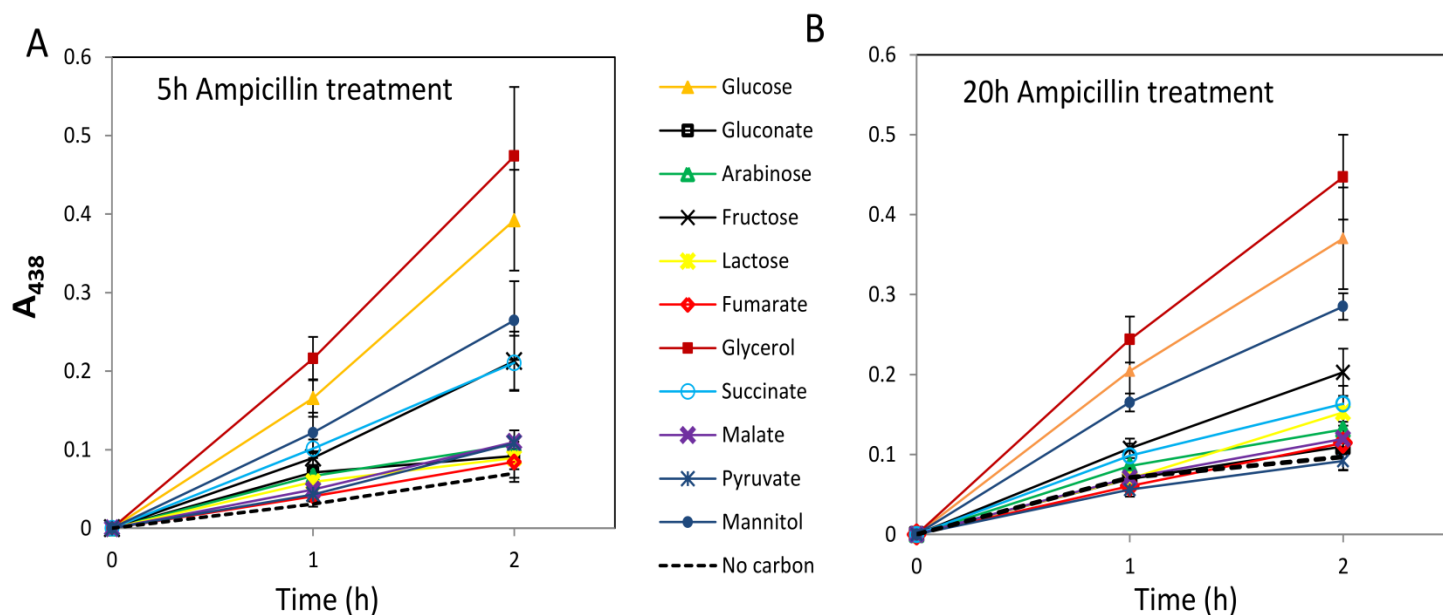 A
0.6
0.5
0.4
0.3
0.2
0.1
0
A438
5h Ampicillin treatment
0 1 2
Time (h)
Glucose
Gluconate
Arabinose
Fructose
Lactose
Fumarate
Glycerol
Succinate
Malate
Pyruvate
Mannitol
No carbon
B
0.6
0.5
0.4
0.3
0.2
0.1
0
20h Ampicillin treatment
0 1 2
Time (h)